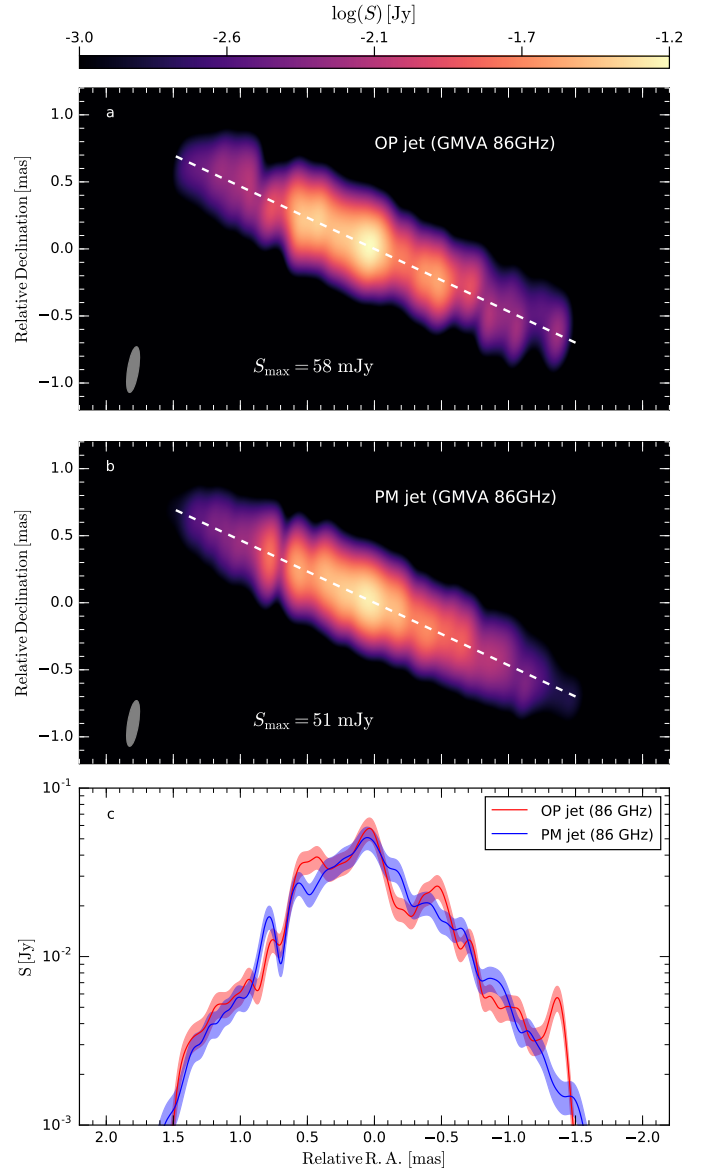 log(S) [Jy]
-3.0 -2.6 -2.1 -1.7 -1.2
a
OP jet (GMVA 86GHz)
1.0
0.5
0.0
−0.5
−1.0
Relative Declination [mas]
S_max = 58 mJy
b
PM jet (GMVA 86GHz)
1.0
0.5
0.0
−0.5
−1.0
Relative Declination [mas]
S_max = 51 mJy
c
OP jet (86 GHz)
PM jet (86 GHz)
10^-1
10^-2
10^-3
S [Jy]
2.0 1.5 1.0 0.5 0.0 −0.5 −1.0 −1.5 −2.0
Relative R. A. [mas]